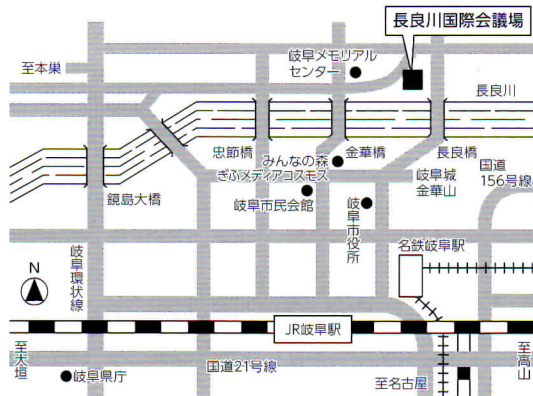 長良川国際会議場
岐阜メモリアル
センター
至本巣
長良川
忠節橋
金華橋
長良橋
みんなの森
ぎふメディアコスモス
国道
156号線
鏡島大橋
岐阜城
金華山
岐阜市民会館
岐阜市役所
名鉄岐阜駅
岐阜環状線
N
JR岐阜駅
至大垣
国道21号線
至高山
岐阜県庁
至名古屋